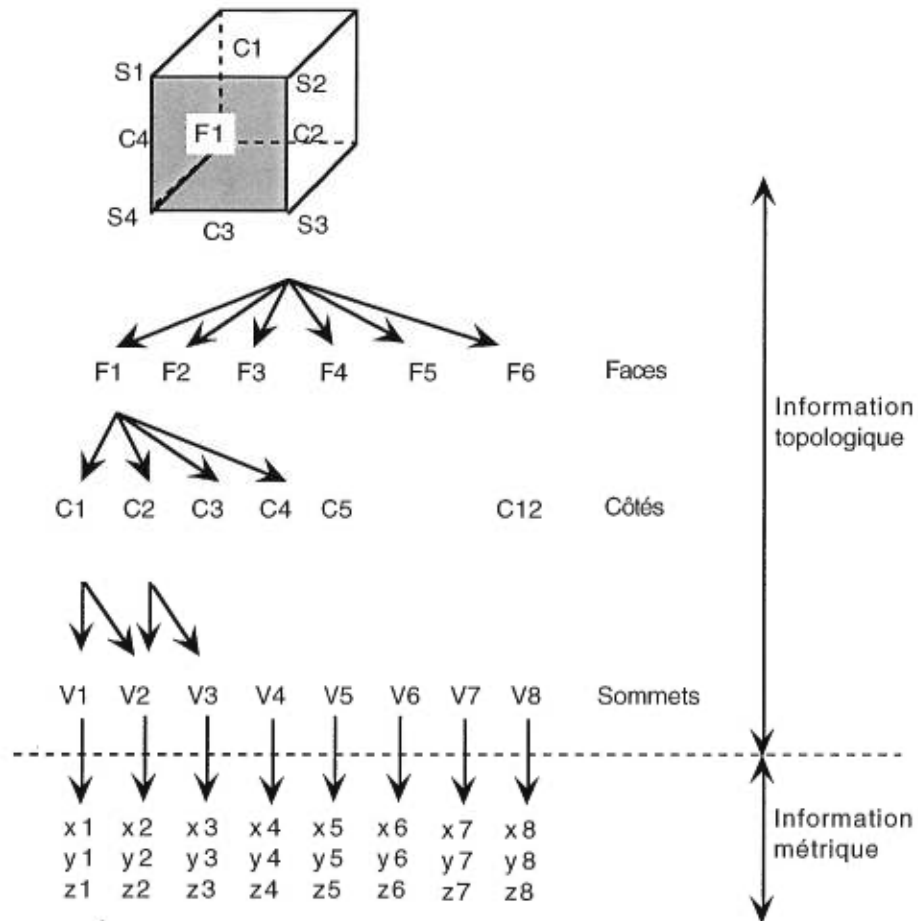 C1
S1 S2
C4 F1 C2
S4 S3
C3
F1 F2 F3 F4 F5 F6 Faces
Information
topologique
C1 C2 C3 C4 C5 C12 Côtés
V1 V2 V3 V4 V5 V6 V7 V8 Sommets
x1 x2 x3 x4 x5 x6 x7 x8
y1 y2 y3 y4 y5 y6 y7 y8
z1 z2 z3 z4 z5 z6 z7 z8
Information
métrique